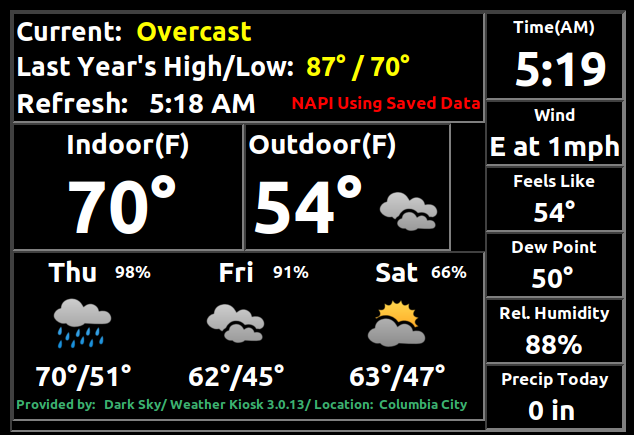 Current: Overcast
Last Year's High/Low: 87° / 70°
Refresh: 5:18 AM NAPI Using Saved Data
Time(AM)
5:19
Wind
E at 1mph
Indoor(F) Outdoor(F)
70° 54°
Feels Like
54°
Dew Point
50°
Rel. Humidity
88%
Precip Today
0 in
Thu 98% Fri 91% Sat 66%
70°/51° 62°/45° 63°/47°
Provided by: Dark Sky/ Weather Kiosk 3.0.13/ Location: Columbia City